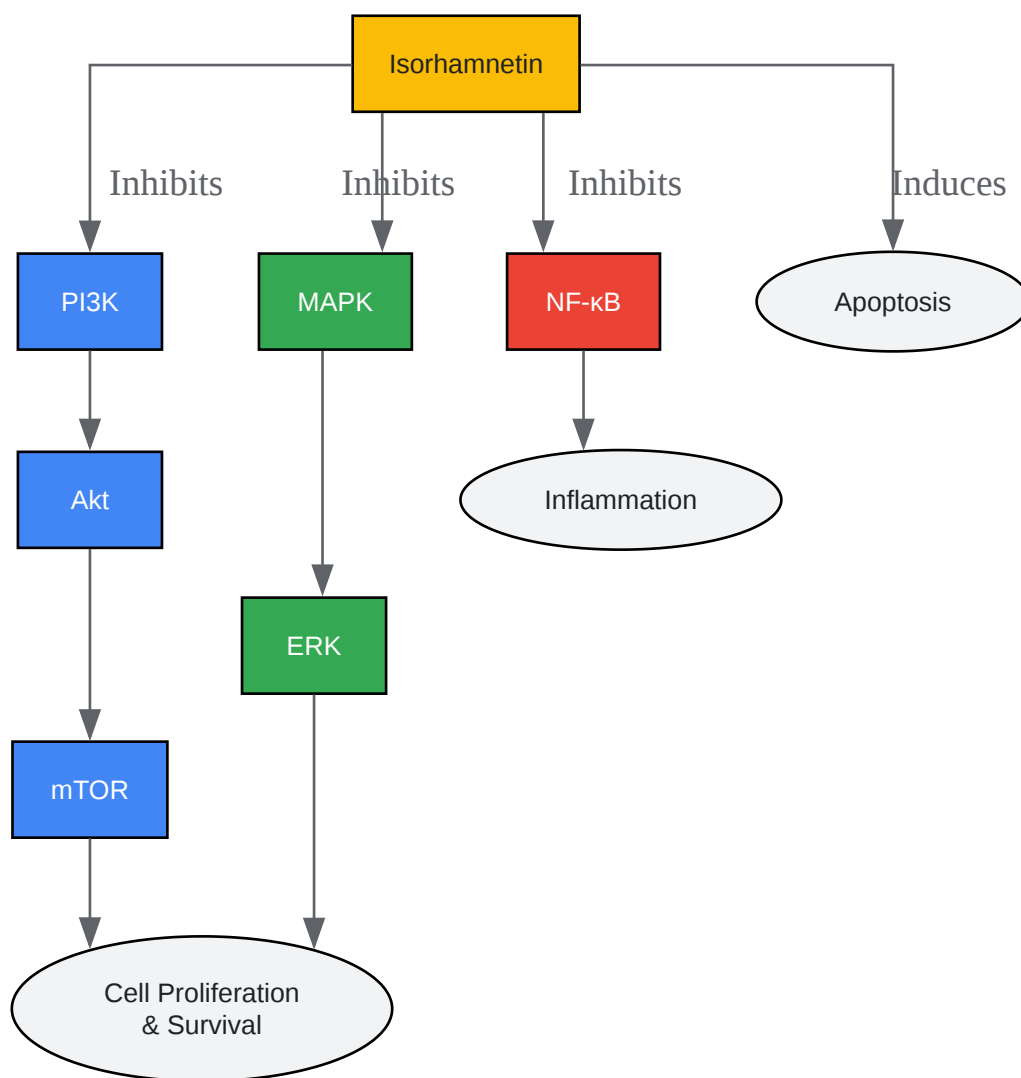 Isorhamnetin
Inhibits
Inhibits
Inhibits
Induces
PI3K
MAPK
NF-κB
Apoptosis
Akt
Inflammation
ERK
mTOR
Cell Proliferation
& Survival